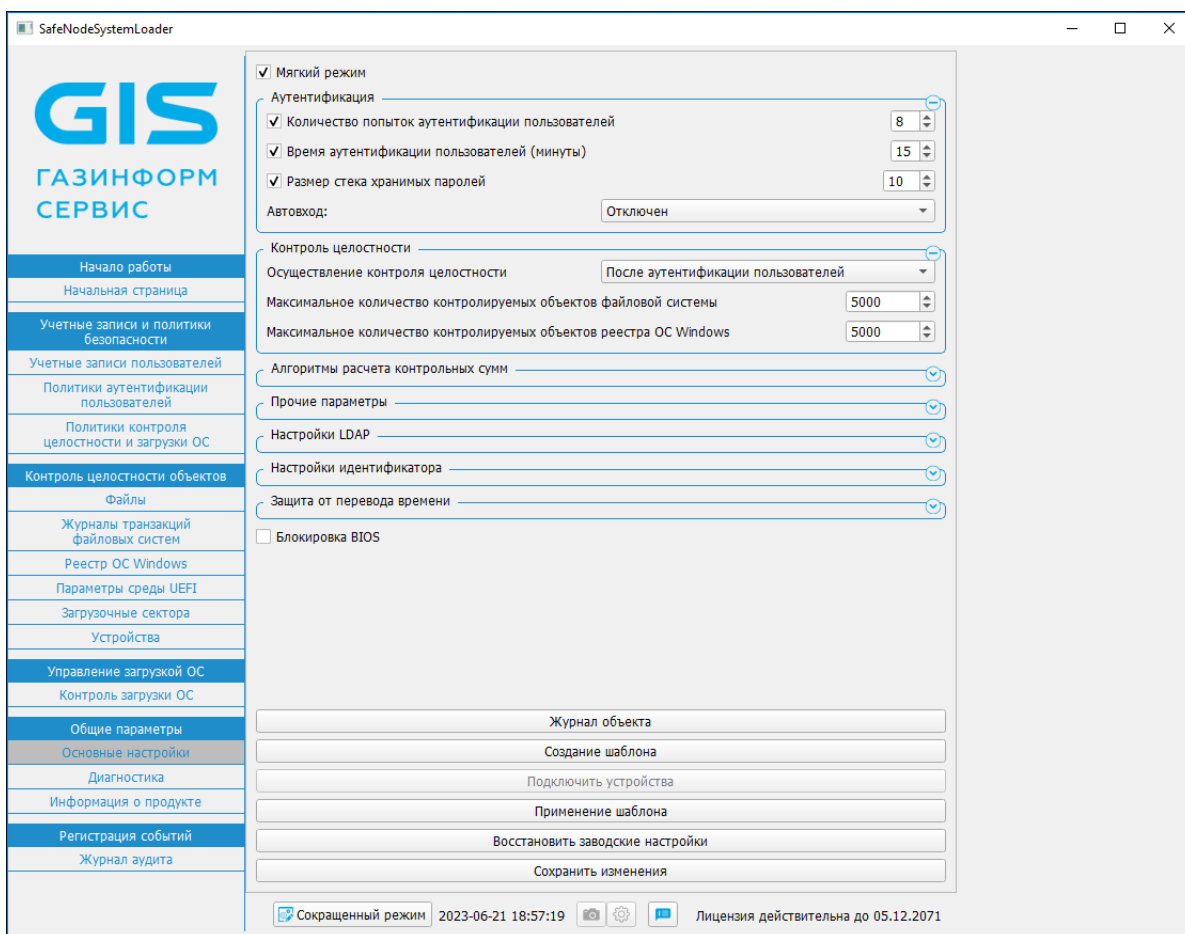 SafeNodeSystemLoader
GIS
ГАЗИНФОРМ
СЕРВИС
Начало работы
Начальная страница
Учетные записи и политики
безопасности
Учетные записи пользователей
Политики аутентификации
пользователей
Политики контроля
целостности и загрузки ОС
Контроль целостности объектов
Файлы
Журналы транзакций
файловых систем
Реестр ОС Windows
Параметры среды UEFI
Загрузочные сектора
Устройства
Управление загрузкой ОС
Контроль загрузки ОС
Общие параметры
Основные настройки
Диагностика
Информация о продукте
Регистрация событий
Журнал аудита
Мягкий режим
Аутентификация
Количество попыток аутентификации пользователей 8
Время аутентификации пользователей (минуты) 15
Размер стека хранимых паролей 10
Автовход: Отключен
Контроль целостности
Осуществление контроля целостности После аутентификации пользователей
Максимальное количество контролируемых объектов файловой системы 5000
Максимальное количество контролируемых объектов реестра ОС Windows 5000
Алгоритмы расчета контрольных сумм
Прочие параметры
Настройки LDAP
Настройки идентификатора
Защита от перевода времени
Блокировка BIOS
Журнал объекта
Создание шаблона
Подключить устройства
Применение шаблона
Восстановить заводские настройки
Сохранить изменения
Сокращенный режим 2023-06-21 18:57:19 Лицензия действительна до 05.12.2071